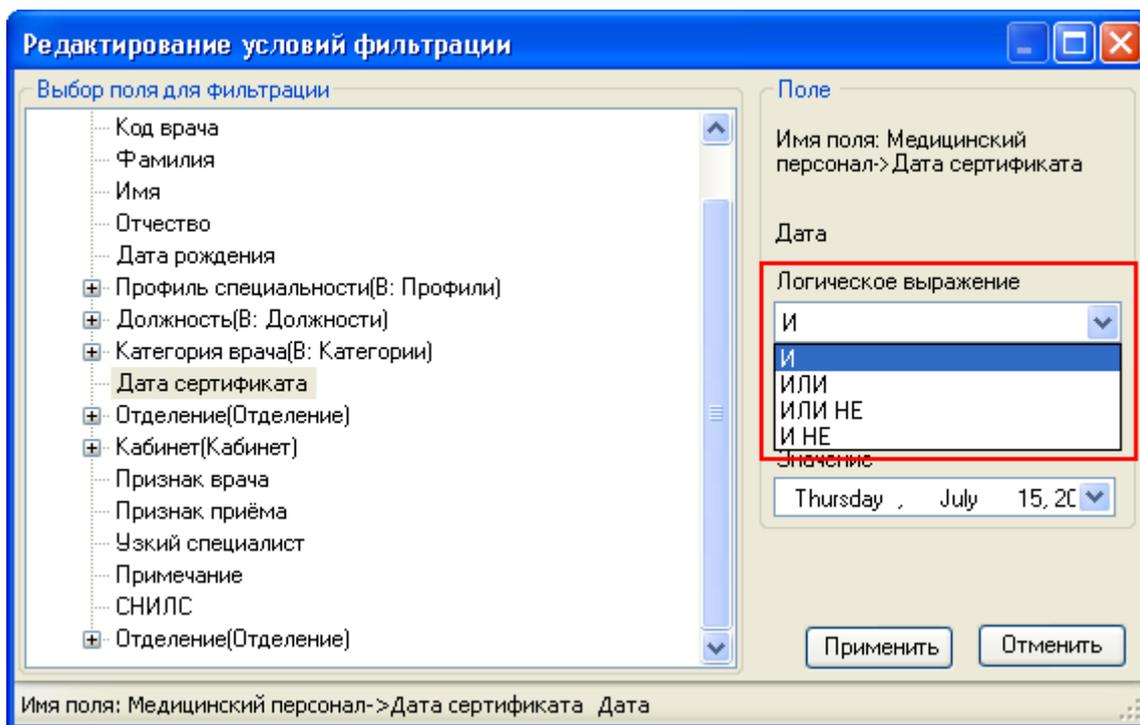 Редактирование условий фильтрации
Выбор поля для фильтрации
Код врача
Фамилия
Имя
Отчество
Дата рождения
Профиль специальности(В: Профили)
Должность(В: Должности)
Категория врача(В: Категории)
Дата сертификата
Отделение(Отделение)
Кабинет(Кабинет)
Признак врача
Признак приёма
Узкий специалист
Примечание
СНИЛС
Отделение(Отделение)
Поле
Имя поля: Медицинский
персонал->Дата сертификата
Дата
Логическое выражение
И
И
ИЛИ
ИЛИ НЕ
И НЕ
Значение
Thursday , July 15, 20
Применить
Отменить
Имя поля: Медицинский персонал->Дата сертификата Дата